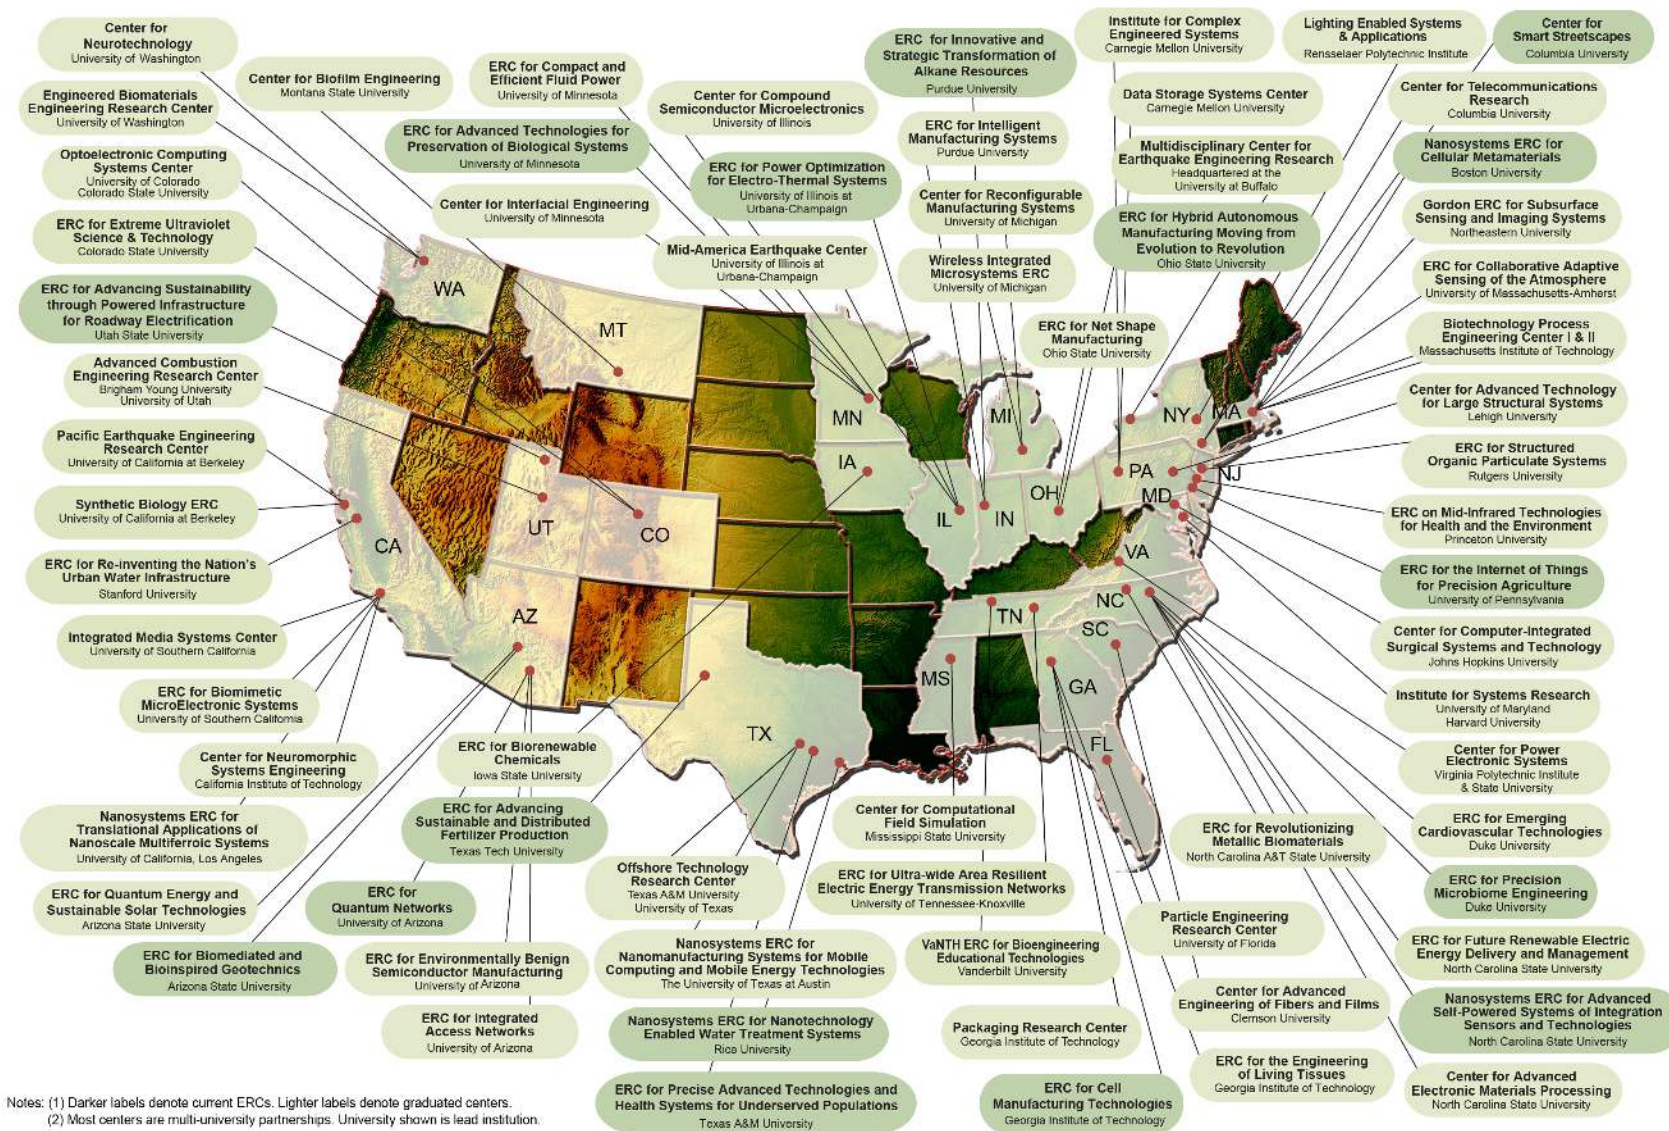 Center for
Neurotechnology
University of Washington
Center for Biofilm Engineering
Montana State University
ERC for Compact and
Efficient Fluid Power
University of Minnesota
ERC for Innovative and
Strategic Transformation of
Alkane Resources
Purdue University
Institute for Complex
Engineered Systems
Carnegie Mellon University
Lighting Enabled Systems
& Applications
Rensselaer Polytechnic Institute
Center for
Smart Streetscapes
Columbia University
Engineered Biomaterials
Engineering Research Center
University of Washington
ERC for Advanced Technologies for
Preservation of Biological Systems
University of Minnesota
Center for Compound
Semiconductor Microelectronics
University of Illinois
ERC for Intelligent
Manufacturing Systems
Purdue University
Data Storage Systems Center
Carnegie Mellon University
Center for Telecommunications
Research
Columbia University
Optoelectronic Computing
Systems Center
University of Colorado
Colorado State University
ERC for Power Optimization
for Electro-Thermal Systems
University of Illinois at
Urbana-Champaign
Multidisciplinary Center for
Earthquake Engineering Research
Headquartered at the
University at Buffalo
Nanosystems ERC for
Cellular Metamaterials
Boston University
Center for Interfacial Engineering
University of Minnesota
Center for Reconfigurable
Manufacturing Systems
University of Michigan
ERC for Hybrid Autonomous
Manufacturing Moving from
Evolution to Revolution
Ohio State University
Gordon ERC for Subsurface
Sensing and Imaging Systems
Northeastern University
ERC for Extreme Ultraviolet
Science & Technology
Colorado State University
Mid-America Earthquake Center
University of Illinois at
Urbana-Champaign
Wireless Integrated
Microsystems ERC
University of Michigan
ERC for Collaborative Adaptive
Sensing of the Atmosphere
University of Massachusetts-Amherst
ERC for Advancing Sustainability
through Powered Infrastructure
for Roadway Electrification
Utah State University
ERC for Net Shape
Manufacturing
Ohio State University
Biotechnology Process
Engineering Center I & II
Massachusetts Institute of Technology
Advanced Combustion
Engineering Research Center
Brigham Young University
University of Utah
Center for Advanced Technology
for Large Structural Systems
Lehigh University
Pacific Earthquake Engineering
Research Center
University of California at Berkeley
ERC for Structured
Organic Particulate Systems
Rutgers University
Synthetic Biology ERC
University of California at Berkeley
ERC on Mid-Infrared Technologies
for Health and the Environment
Princeton University
ERC for Re-inventing the Nation's
Urban Water Infrastructure
Stanford University
ERC for the Internet of Things
for Precision Agriculture
University of Pennsylvania
Integrated Media Systems Center
University of Southern California
Center for Computer-Integrated
Surgical Systems and Technology
Johns Hopkins University
ERC for Biomimetic
MicroElectronic Systems
University of Southern California
Institute for Systems Research
University of Maryland
Harvard University
Center for Neuromorphic
Systems Engineering
California Institute of Technology
ERC for Biorenewable
Chemicals
Iowa State University
Center for Power
Electronic Systems
Virginia Polytechnic Institute
& State University
Nanosystems ERC for
Translational Applications of
Nanoscale Multiferroic Systems
University of California, Los Angeles
ERC for Advancing
Sustainable and Distributed
Fertilizer Production
Texas Tech University
Center for Computational
Field Simulation
Mississippi State University
ERC for Revolutionizing
Metallic Biomaterials
North Carolina A&T State University
ERC for Emerging
Cardiovascular Technologies
Duke University
ERC for Quantum Energy and
Sustainable Solar Technologies
Arizona State University
ERC for
Quantum Networks
University of Arizona
Offshore Technology
Research Center
Texas A&M University
University of Texas
ERC for Ultra-wide Area Resilient
Electric Energy Transmission Networks
University of Tennessee-Knoxville
ERC for Precision
Microbiome Engineering
Duke University
ERC for Biomediated and
Bioinspired Geotechnics
Arizona State University
ERC for Environmentally Benign
Semiconductor Manufacturing
University of Arizona
Nanosystems ERC for
Nanomanufacturing Systems for Mobile
Computing and Mobile Energy Technologies
The University of Texas at Austin
VaNTH ERC for Bioengineering
Educational Technologies
Vanderbilt University
Particle Engineering
Research Center
University of Florida
ERC for Future Renewable Electric
Energy Delivery and Management
North Carolina State University
ERC for Integrated
Access Networks
University of Arizona
Nanosystems ERC for Nanotechnology
Enabled Water Treatment Systems
Rice University
Packaging Research Center
Georgia Institute of Technology
Center for Advanced
Engineering of Fibers and Films
Clemson University
Nanosystems ERC for Advanced
Self-Powered Systems of Integration
Sensors and Technologies
North Carolina State University
ERC for Precise Advanced Technologies and
Health Systems for Underserved Populations
Texas A&M University
ERC for Cell
Manufacturing Technologies
Georgia Institute of Technology
ERC for the Engineering
of Living Tissues
Georgia Institute of Technology
Center for Advanced
Electronic Materials Processing
North Carolina State University
WA
MT
MN
MI
NY
MA
IA
PA
NJ
OH
MD
IL
IN
UT
CO
CA
VA
AZ
TN
NC
SC
MS
GA
TX
FL
Notes: (1) Darker labels denote current ERCs. Lighter labels denote graduated centers.
(2) Most centers are multi-university partnerships. University shown is lead institution.